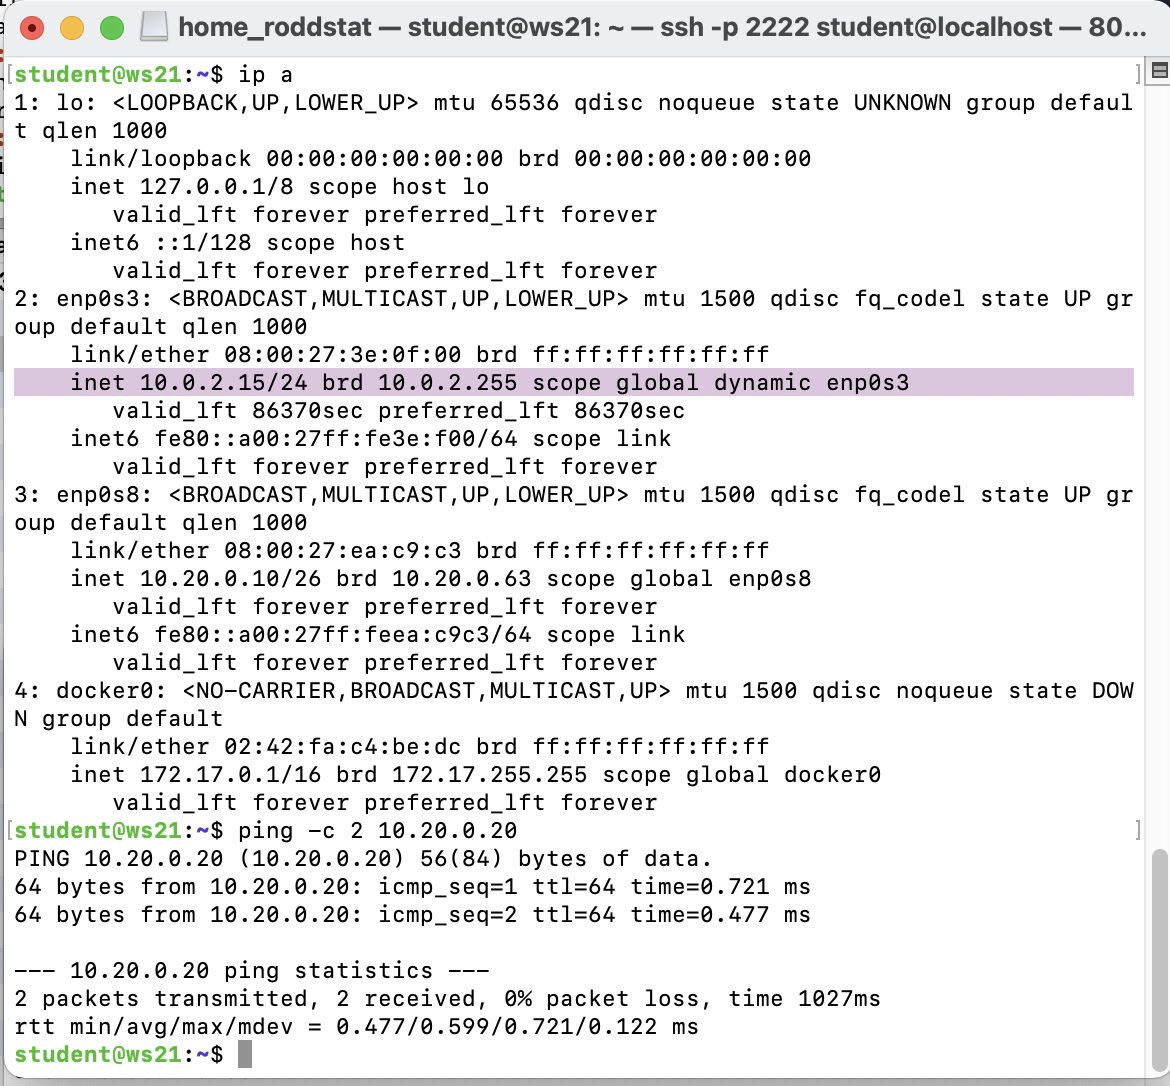 home_roddstat — student@ws21: ~ — ssh -p 2222 student@localhost — 80...
[student@ws21:~$ ip a ]
1: lo: <LOOPBACK,UP,LOWER_UP> mtu 65536 qdisc noqueue state UNKNOWN group defaul
t qlen 1000
    link/loopback 00:00:00:00:00:00 brd 00:00:00:00:00:00
    inet 127.0.0.1/8 scope host lo
       valid_lft forever preferred_lft forever
    inet6 ::1/128 scope host
       valid_lft forever preferred_lft forever
2: enp0s3: <BROADCAST,MULTICAST,UP,LOWER_UP> mtu 1500 qdisc fq_codel state UP gr
oup default qlen 1000
    link/ether 08:00:27:3e:0f:00 brd ff:ff:ff:ff:ff:ff
    inet 10.0.2.15/24 brd 10.0.2.255 scope global dynamic enp0s3
       valid_lft 86370sec preferred_lft 86370sec
    inet6 fe80::a00:27ff:fe3e:f00/64 scope link
       valid_lft forever preferred_lft forever
3: enp0s8: <BROADCAST,MULTICAST,UP,LOWER_UP> mtu 1500 qdisc fq_codel state UP gr
oup default qlen 1000
    link/ether 08:00:27:ea:c9:c3 brd ff:ff:ff:ff:ff:ff
    inet 10.20.0.10/26 brd 10.20.0.63 scope global enp0s8
       valid_lft forever preferred_lft forever
    inet6 fe80::a00:27ff:feea:c9c3/64 scope link
       valid_lft forever preferred_lft forever
4: docker0: <NO-CARRIER,BROADCAST,MULTICAST,UP> mtu 1500 qdisc noqueue state DOW
N group default
    link/ether 02:42:fa:c4:be:dc brd ff:ff:ff:ff:ff:ff
    inet 172.17.0.1/16 brd 172.17.255.255 scope global docker0
       valid_lft forever preferred_lft forever
[student@ws21:~$ ping -c 2 10.20.0.20 ]
PING 10.20.0.20 (10.20.0.20) 56(84) bytes of data.
64 bytes from 10.20.0.20: icmp_seq=1 ttl=64 time=0.721 ms
64 bytes from 10.20.0.20: icmp_seq=2 ttl=64 time=0.477 ms

--- 10.20.0.20 ping statistics ---
2 packets transmitted, 2 received, 0% packet loss, time 1027ms
rtt min/avg/max/mdev = 0.477/0.599/0.721/0.122 ms
student@ws21:~$